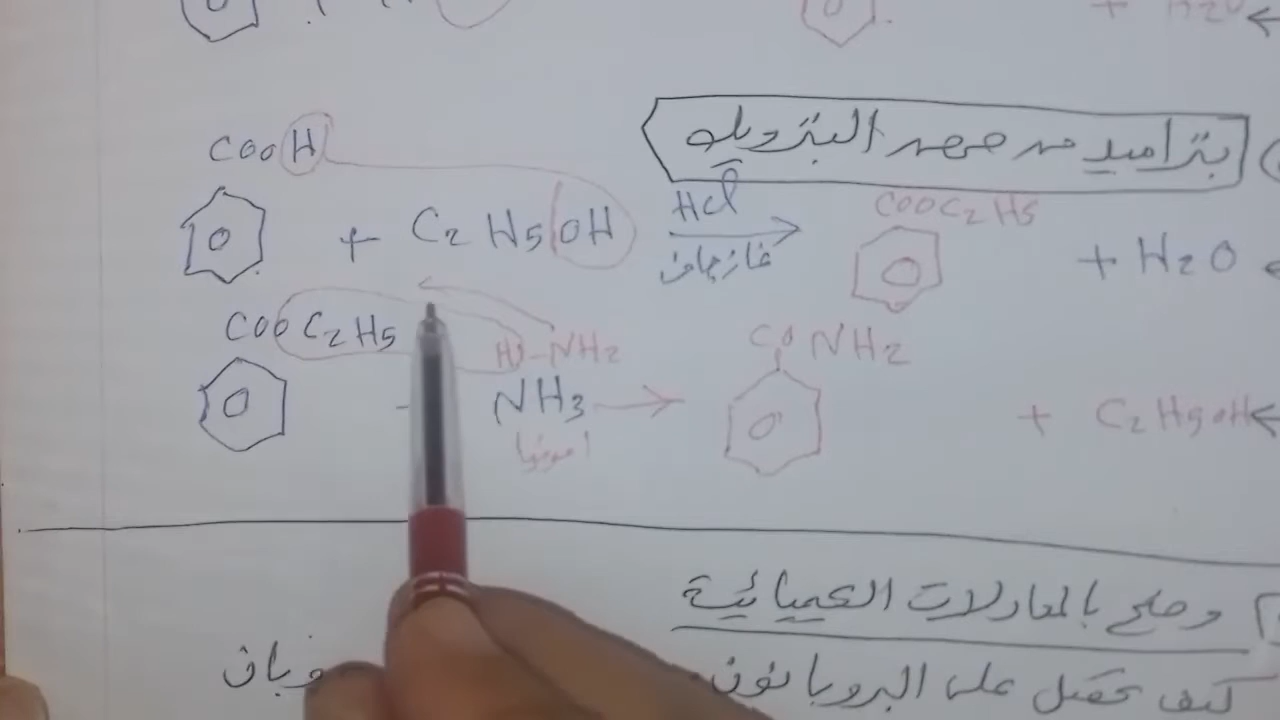 + H2O
بنزاميد من حمض البنزويك
COOH
+ C2H5OH HCl غاز جاف COOC2H5 + H2O
COOC2H5 H-NH2 CONH2
NH3 + C2H5OH
امونيا
وضح بالمعادلات الكيميائية
كيف تحصل على البروبانون